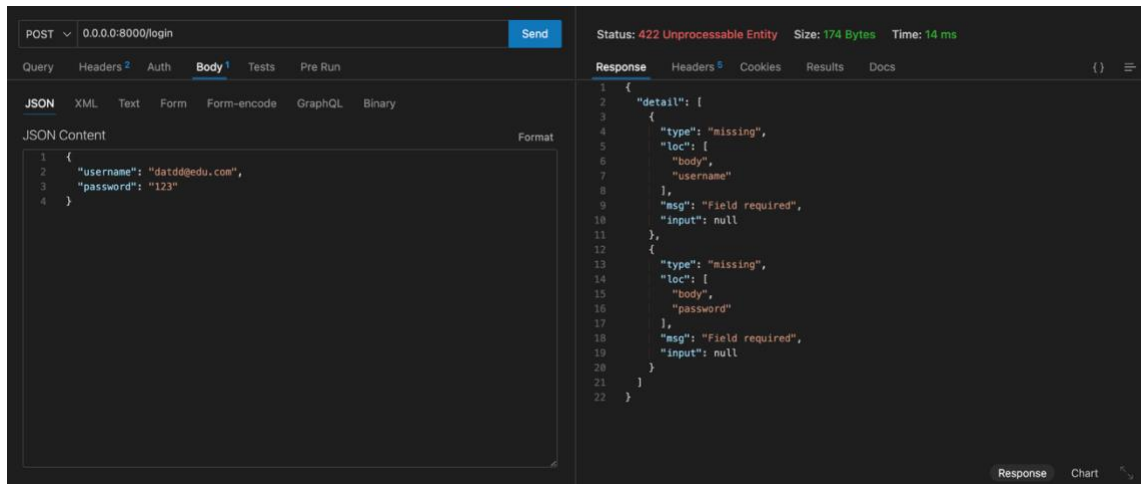 POST 0.0.0.0:8000/login Send
Query Headers 2 Auth Body 1 Tests Pre Run
JSON XML Text Form Form-encode GraphQL Binary
JSON Content Format
1 {
2 "username": "datdd@edu.com",
3 "password": "123"
4 }
Status: 422 Unprocessable Entity Size: 174 Bytes Time: 14 ms
Response Headers 5 Cookies Results Docs { }
1 {
2 "detail": [
3 {
4 "type": "missing",
5 "loc": [
6 "body",
7 "username"
8 ],
9 "msg": "Field required",
10 "input": null
11 },
12 {
13 "type": "missing",
14 "loc": [
15 "body",
16 "password"
17 ],
18 "msg": "Field required",
19 "input": null
20 }
21 ]
22 }
Response Chart